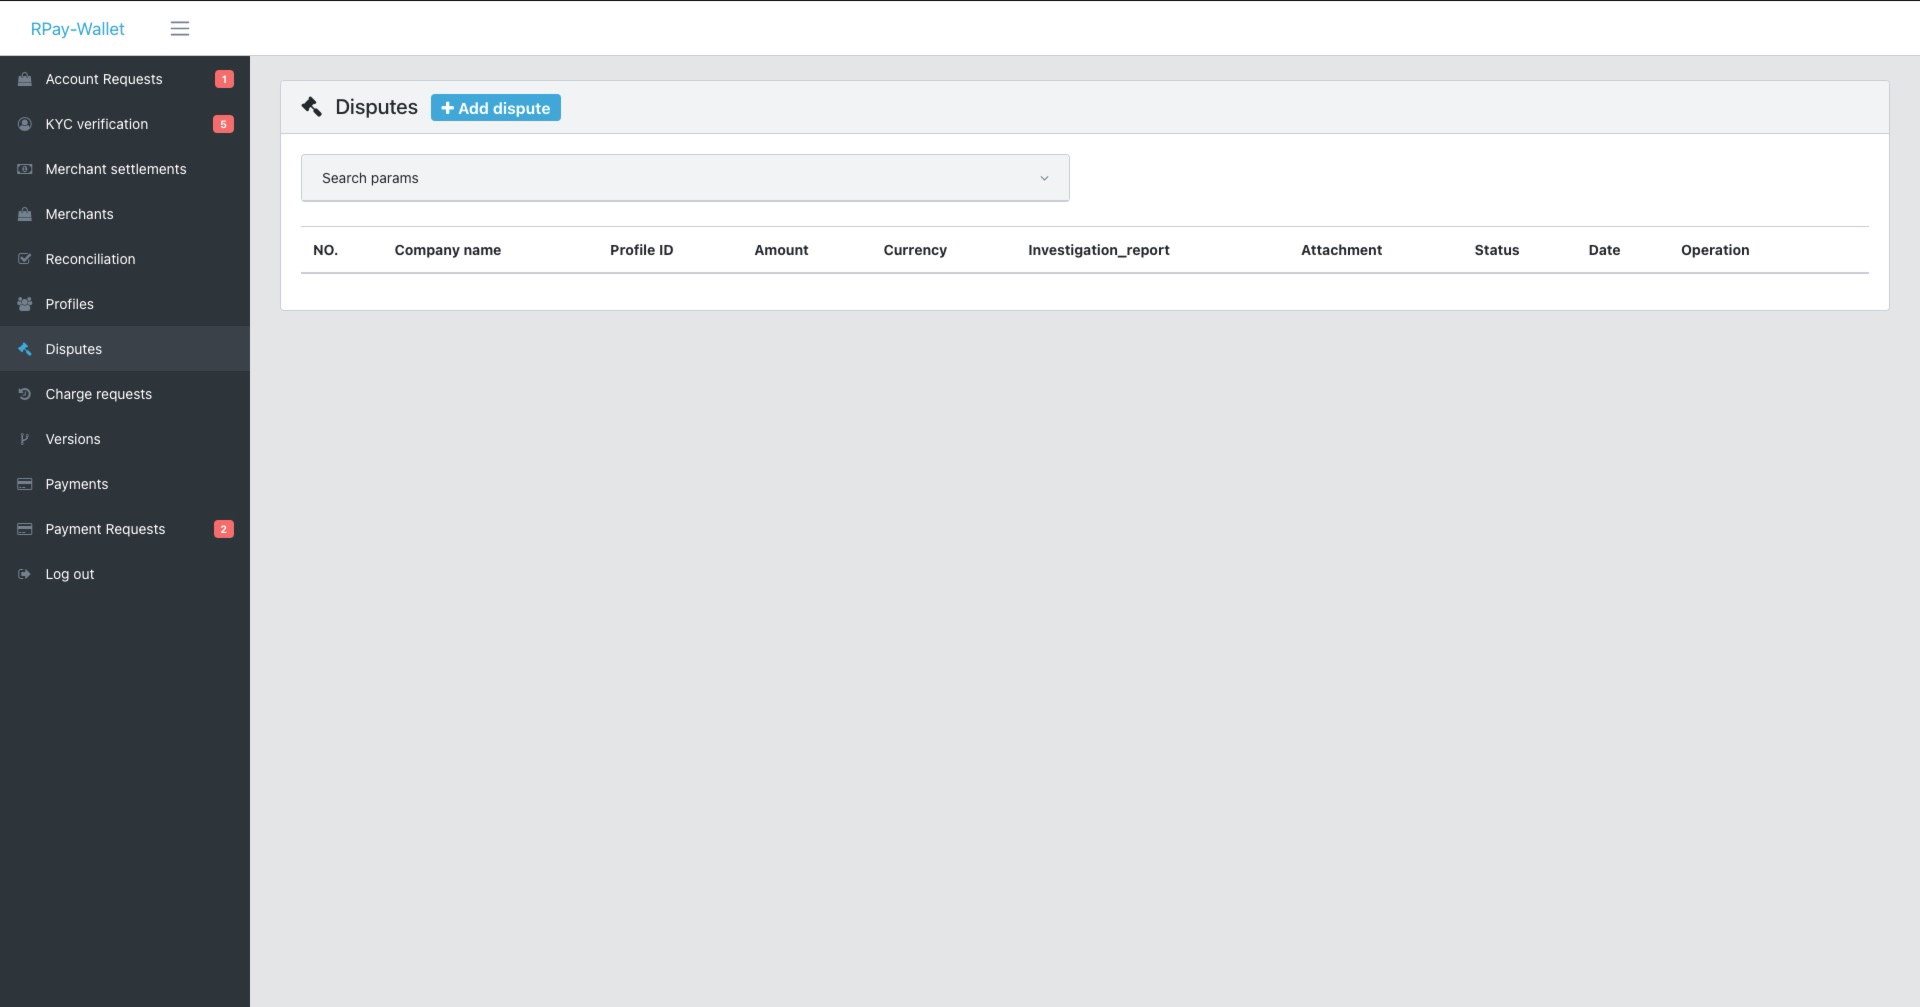 RPay-Wallet
Account Requests 1
KYC verification 5
Merchant settlements
Merchants
Reconciliation
Profiles
Disputes
Charge requests
Versions
Payments
Payment Requests 2
Log out
Disputes + Add dispute
Search params
NO. Company name Profile ID Amount Currency Investigation_report Attachment Status Date Operation